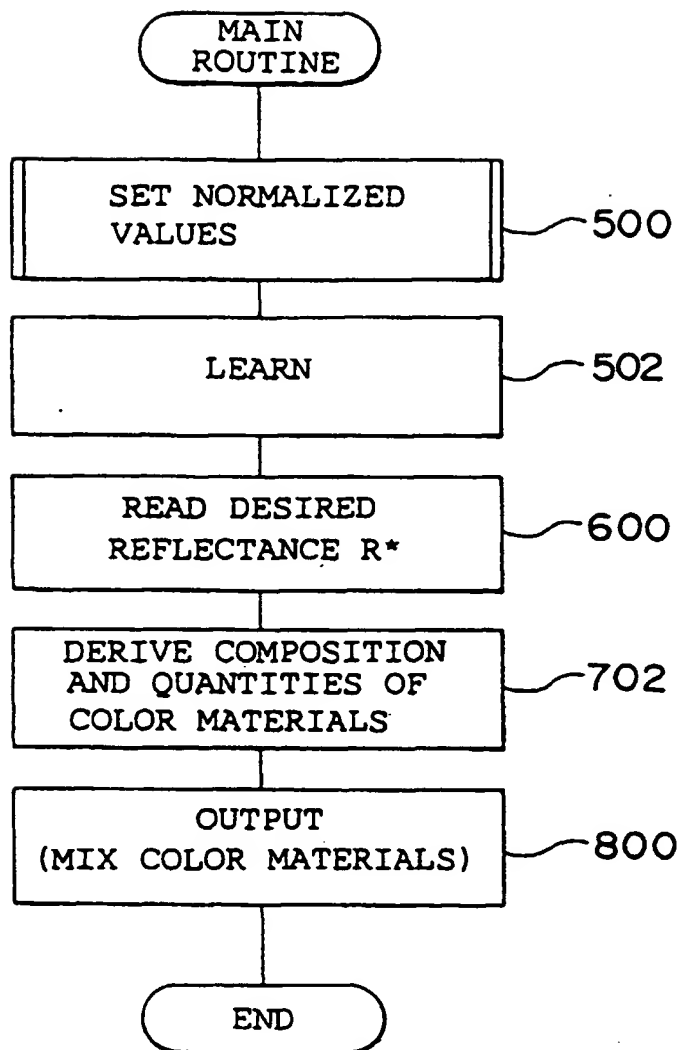 MAIN
ROUTINE
SET NORMALIZED
VALUES
500
LEARN
502
READ DESIRED
REFLECTANCE R*
600
DERIVE COMPOSITION
AND QUANTITIES OF
COLOR MATERIALS
702
OUTPUT
(MIX COLOR MATERIALS)
800
END